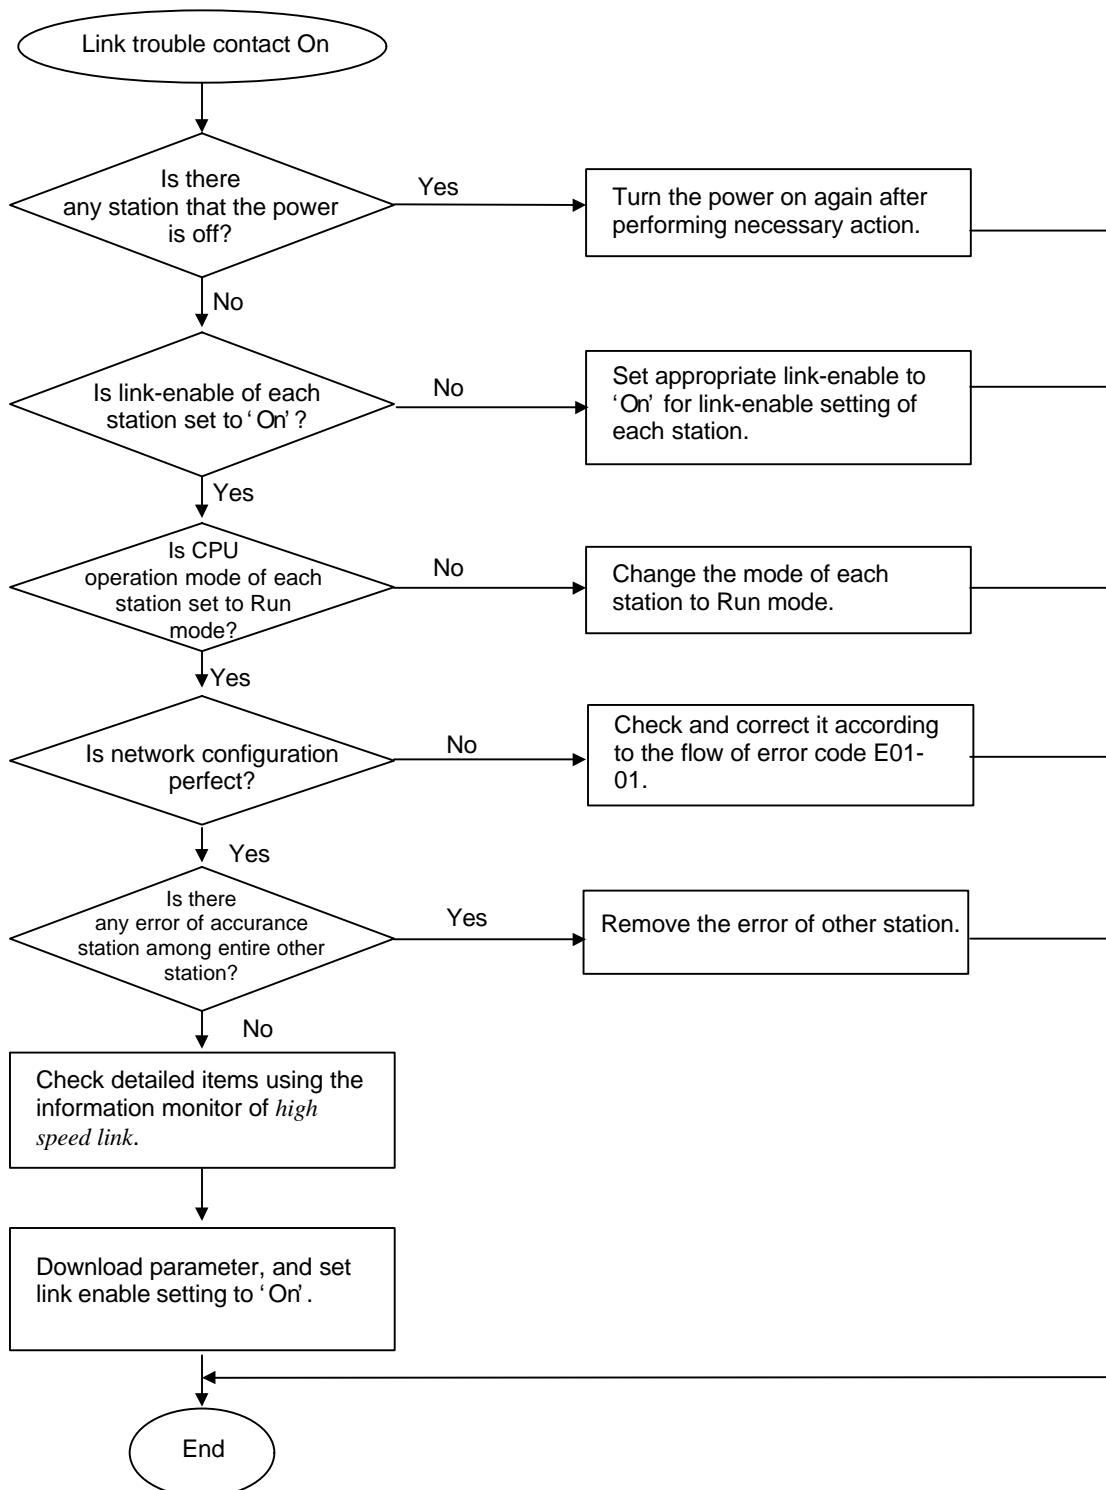 Link trouble contact On
Is there
any station that the power
is off?
Yes
Turn the power on again after
performing necessary action.
No
Is link-enable of each
station set to ‘On’?
No
Set appropriate link-enable to
‘On’ for link-enable setting of
each station.
Yes
Is CPU
operation mode of each
station set to Run
mode?
No
Change the mode of each
station to Run mode.
Yes
Is network configuration
perfect?
No
Check and correct it according
to the flow of error code E01-
01.
Yes
Is there
any error of accurance
station among entire other
station?
Yes
Remove the error of other station.
No
Check detailed items using the
information monitor of high
speed link.
Download parameter, and set
link enable setting to ‘On’.
End